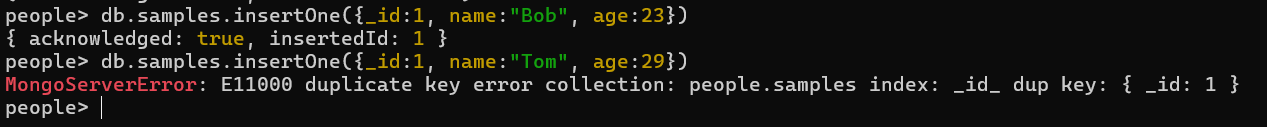 people> db.samples.insertOne({_id:1, name:"Bob", age:23})
{ acknowledged: true, insertedId: 1 }
people> db.samples.insertOne({_id:1, name:"Tom", age:29})
MongoServerError: E11000 duplicate key error collection: people.samples index: _id_ dup key: { _id: 1 }
people>